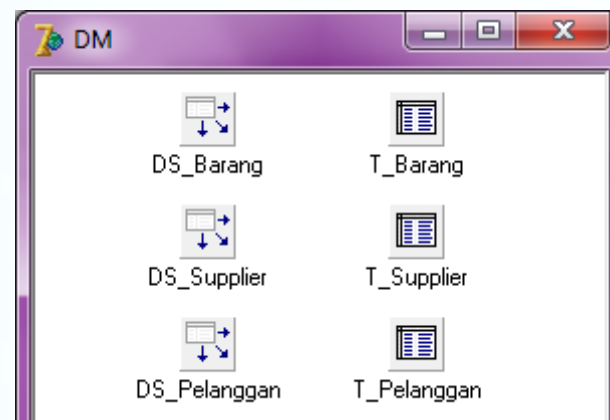 DM
DS_Barang T_Barang
DS_Supplier T_Supplier
DS_Pelanggan T_Pelanggan